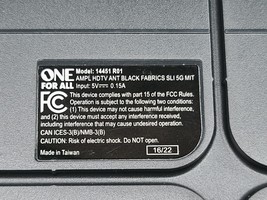 ONE
FOR ALL
Model: 14451 R01
AMPL HDTV ANT BLACK FABRICS SLI 5G MIT
Input: 5V⎓ 0.15A
FC
This device complies with part 15 of the FCC Rules.
Operation is subject to the following two
conditions: (1) this device may not cause harmful
interference, and (2) this device must accept any
interference received, including interference that
may cause undesired operation.
CAN ICES-3(B)/NMB-3(B)
CAUTION: Risk of electric shock. Do NOT open.
Made in Taiwan
16/22